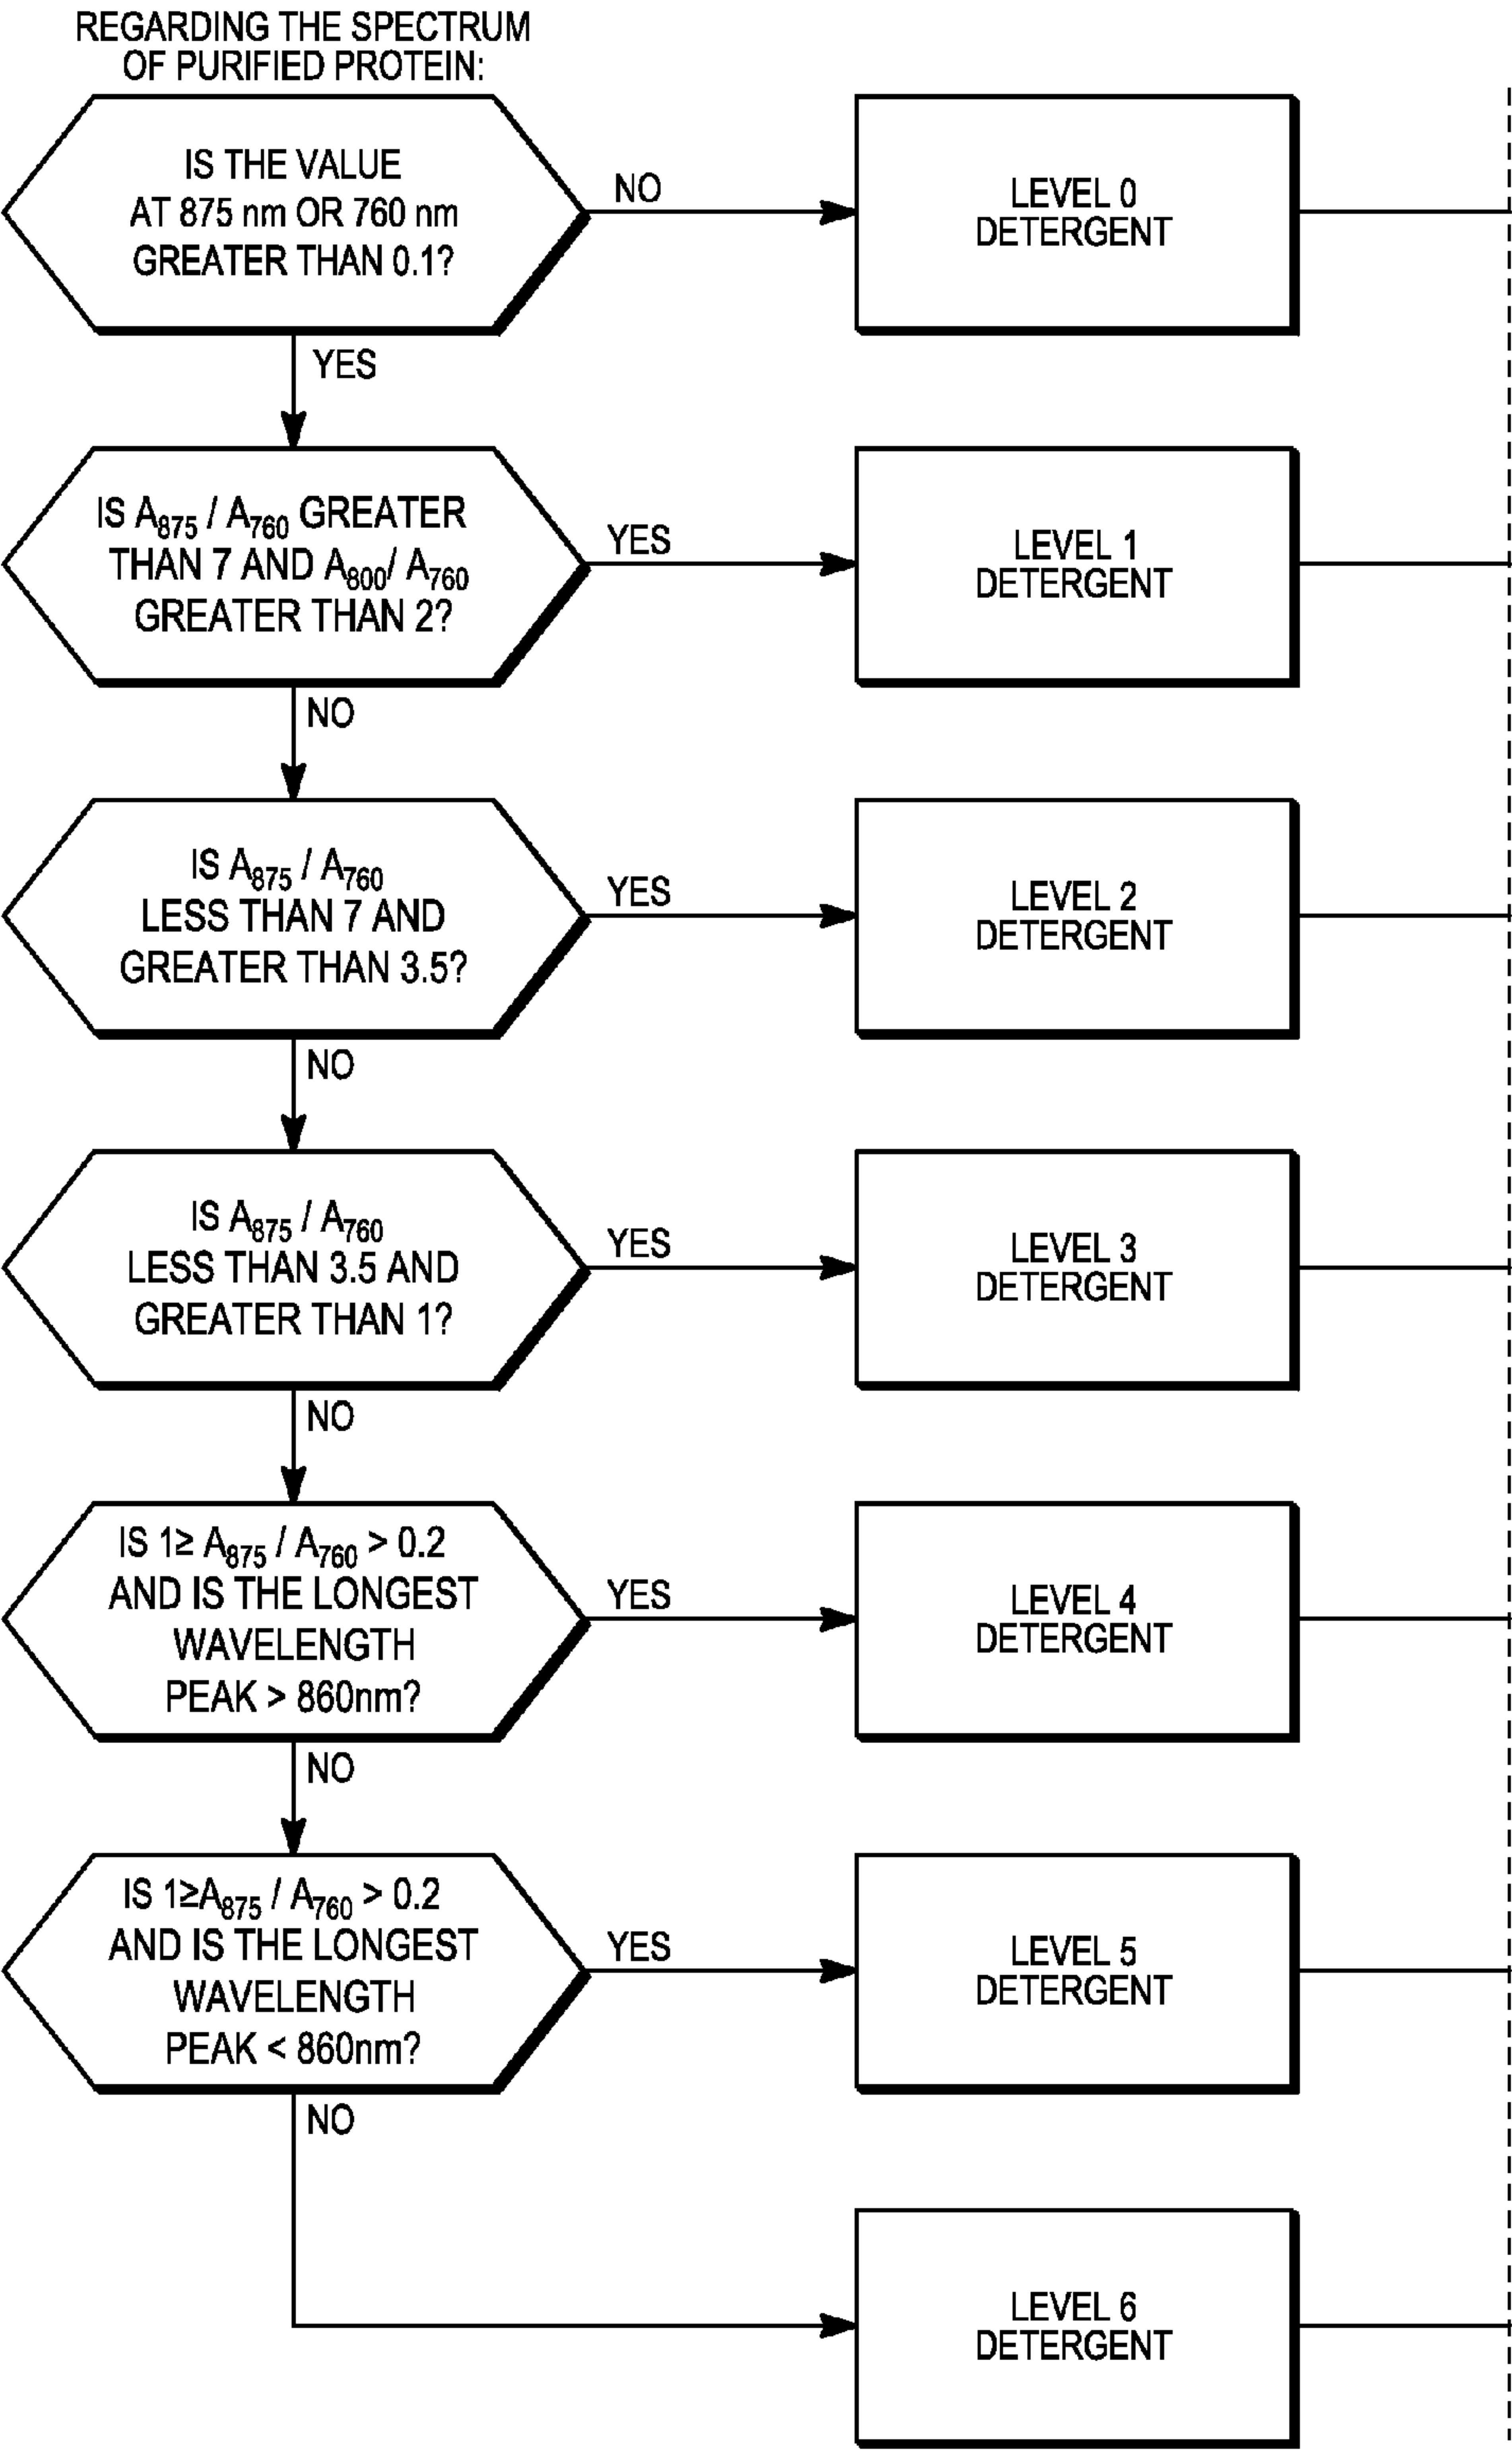 REGARDING THE SPECTRUM
OF PURIFIED PROTEIN:
IS THE VALUE
AT 875 nm OR 760 nm
GREATER THAN 0.1?
NO
LEVEL 0
DETERGENT
YES
IS A875 / A760 GREATER
THAN 7 AND A800/ A760
GREATER THAN 2?
YES
LEVEL 1
DETERGENT
NO
IS A875 / A760
LESS THAN 7 AND
GREATER THAN 3.5?
YES
LEVEL 2
DETERGENT
NO
IS A875 / A760
LESS THAN 3.5 AND
GREATER THAN 1?
YES
LEVEL 3
DETERGENT
NO
IS 1≥ A875 / A760 > 0.2
AND IS THE LONGEST
WAVELENGTH
PEAK > 860nm?
YES
LEVEL 4
DETERGENT
NO
IS 1≥A875 / A760 > 0.2
AND IS THE LONGEST
WAVELENGTH
PEAK < 860nm?
YES
LEVEL 5
DETERGENT
NO
LEVEL 6
DETERGENT